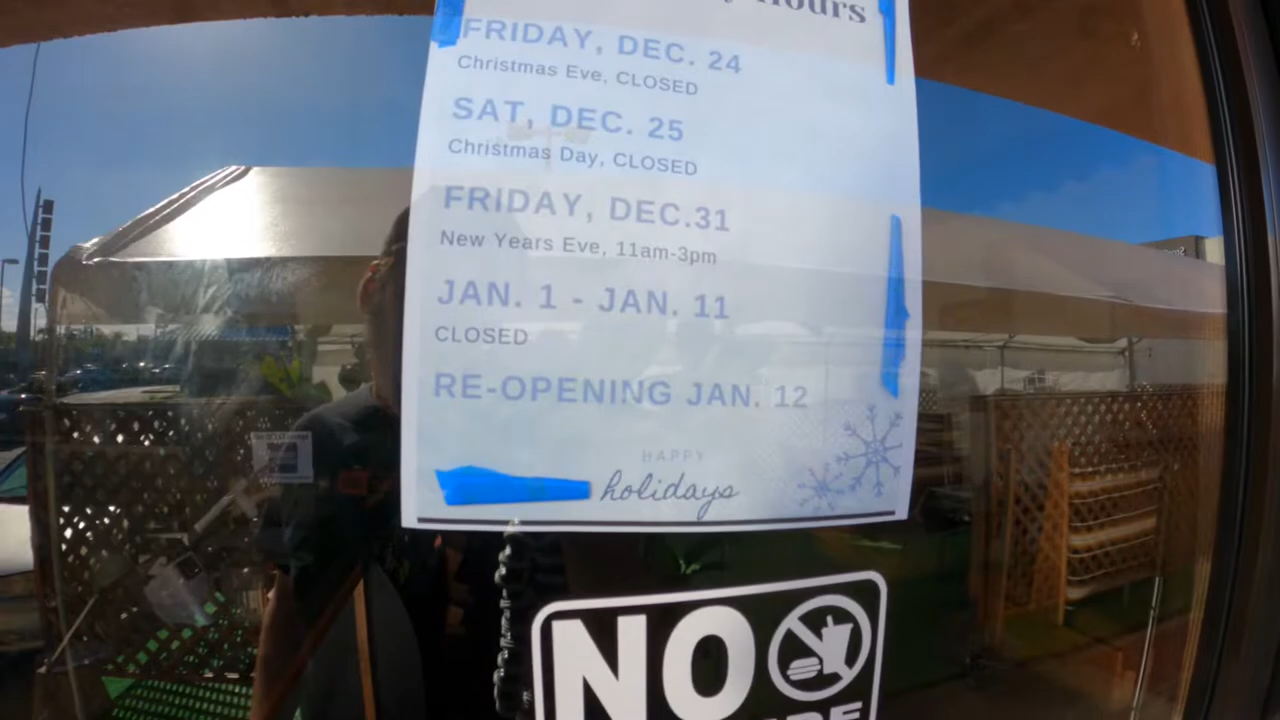 hours
FRIDAY, DEC. 24
Christmas Eve, CLOSED
SAT, DEC. 25
Christmas Day, CLOSED
FRIDAY, DEC.31
New Years Eve, 11am-3pm
JAN. 1 - JAN. 11
CLOSED
RE-OPENING JAN. 12
HAPPY
holidays
NO